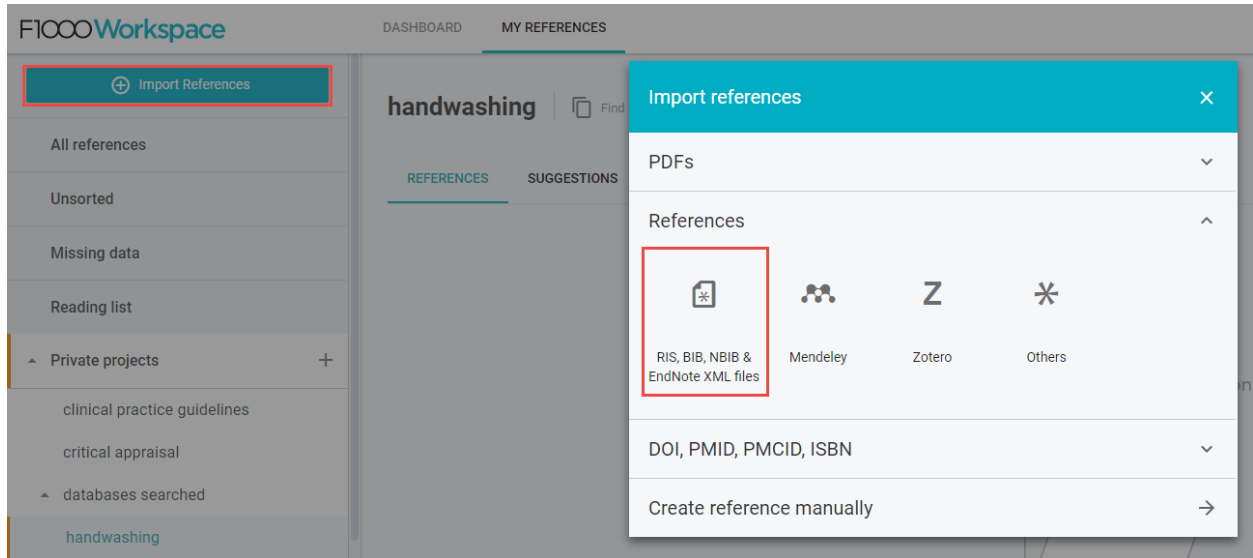 F1000Workspace
DASHBOARD
MY REFERENCES
Import References
All references
Unsorted
Missing data
Reading list
Private projects
clinical practice guidelines
critical appraisal
databases searched
handwashing
handwashing
Find
REFERENCES
SUGGESTIONS
Import references
PDFs
References
RIS, BIB, NBIB &
EndNote XML files
Mendeley
Z
Zotero
Others
DOI, PMID, PMCID, ISBN
Create reference manually